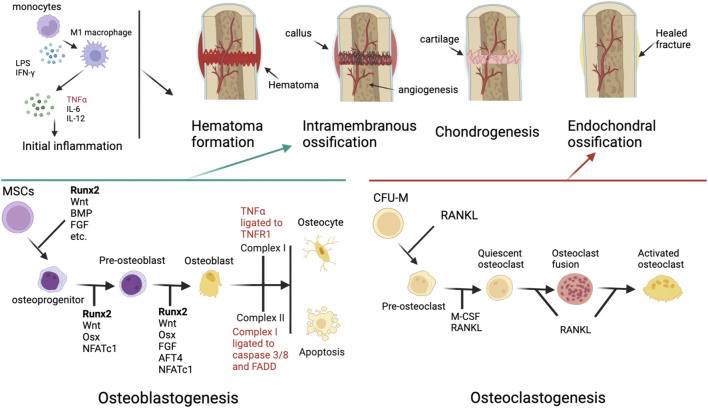 monocytes
M1 macrophage
LPS
IFN-γ
TNFα
IL-6
IL-12
Initial inflammation
Hematoma
Hematoma
formation
callus
angiogenesis
Intramembranous
ossification
cartilage
Chondrogenesis
Healed
fracture
Endochondral
ossification
MSCs
Runx2
Wnt
BMP
FGF
etc.
osteoprogenitor
Runx2
Wnt
Osx
NFATc1
Pre-osteoblast
Runx2
Wnt
Osx
FGF
AFT4
NFATc1
Osteoblast
TNFα
ligated to
TNFR1
Complex I
Complex II
Complex I
ligated to
caspase 3/8
and FADD
Osteocyte
Apoptosis
Osteoblastogenesis
CFU-M
RANKL
Pre-osteoclast
M-CSF
RANKL
Quiescent
osteoclast
Osteoclast
fusion
RANKL
Activated
osteoclast
Osteoclastogenesis